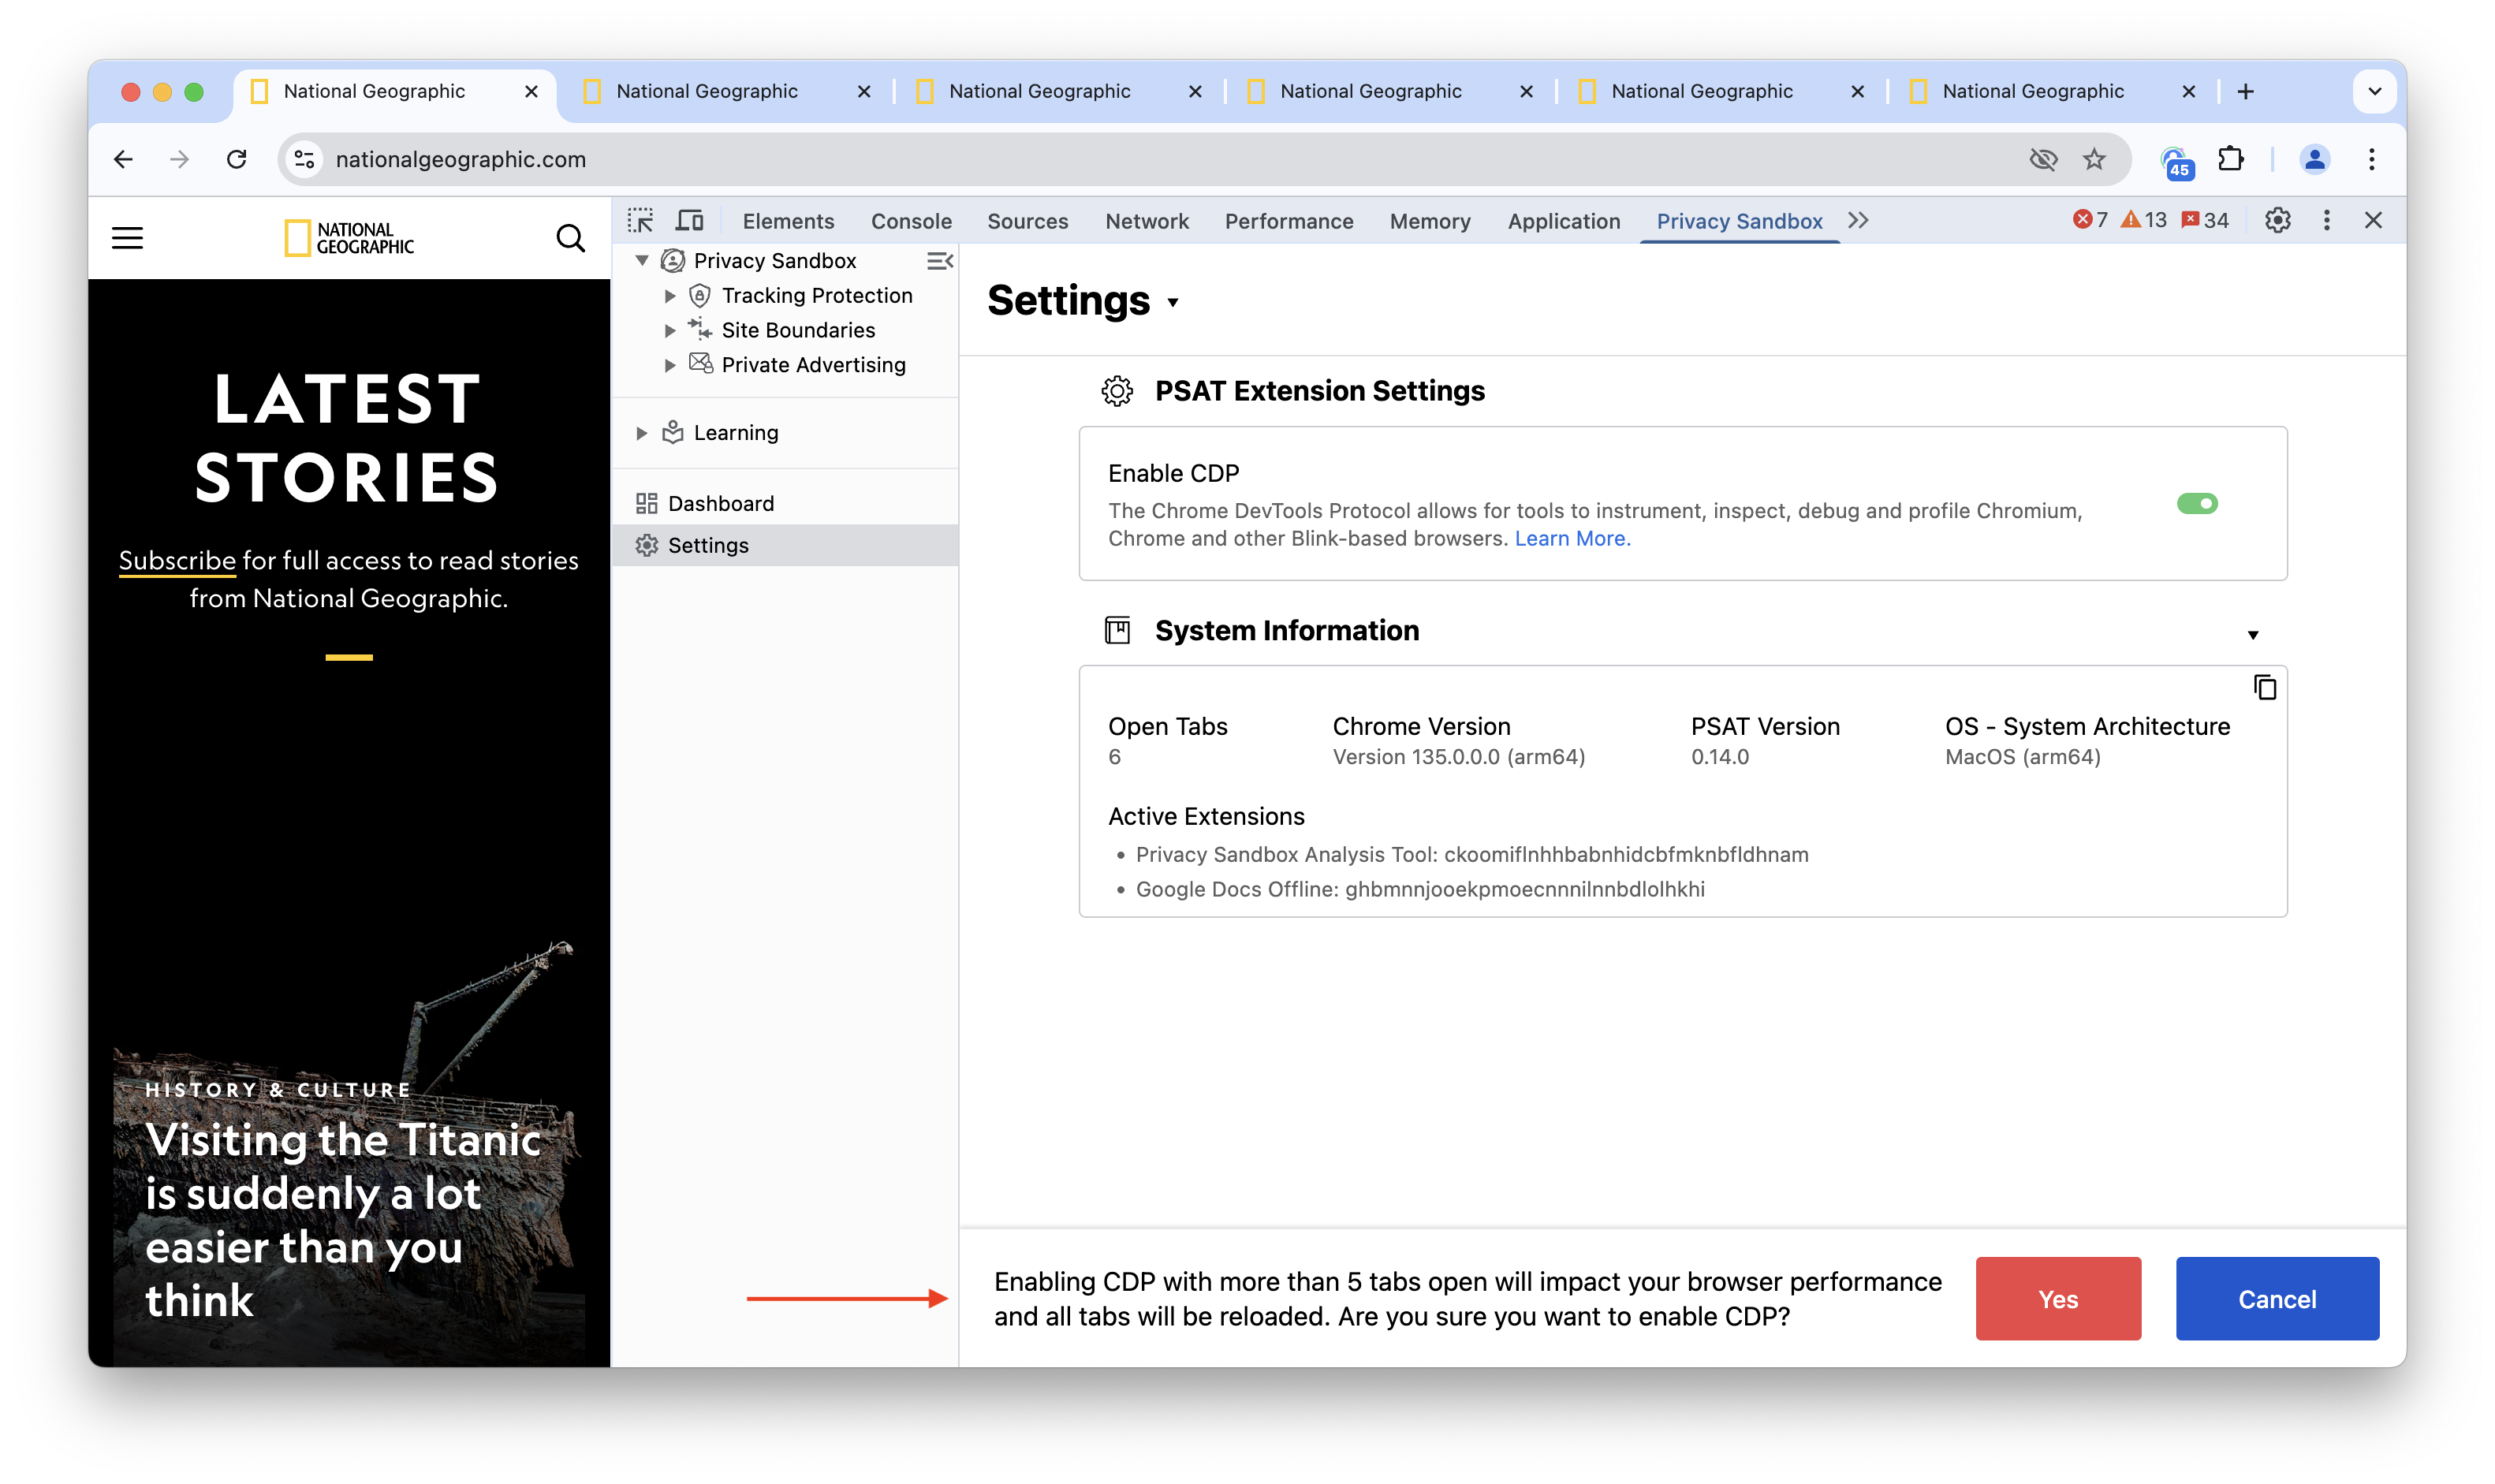 National Geographic
National Geographic
National Geographic
National Geographic
National Geographic
National Geographic
nationalgeographic.com
45
NATIONAL
GEOGRAPHIC
LATEST
STORIES
Subscribe for full access to read stories
from National Geographic.
HISTORY & CULTURE
Visiting the Titanic
is suddenly a lot
easier than you
think
Elements Console Sources Network Performance Memory Application Privacy Sandbox 7 13 34
Privacy Sandbox
Tracking Protection
Site Boundaries
Private Advertising
Learning
Dashboard
Settings
Settings
PSAT Extension Settings
Enable CDP
The Chrome DevTools Protocol allows for tools to instrument, inspect, debug and profile Chromium,
Chrome and other Blink-based browsers. Learn More.
System Information
Open Tabs
6
Chrome Version
Version 135.0.0.0 (arm64)
PSAT Version
0.14.0
OS - System Architecture
MacOS (arm64)
Active Extensions
• Privacy Sandbox Analysis Tool: ckoomiflnhhbabnhidcbfmknbfldhnam
• Google Docs Offline: ghbmnnjooekpmoecnnnilnnbdlolhkhi
Enabling CDP with more than 5 tabs open will impact your browser performance
and all tabs will be reloaded. Are you sure you want to enable CDP?
Yes
Cancel